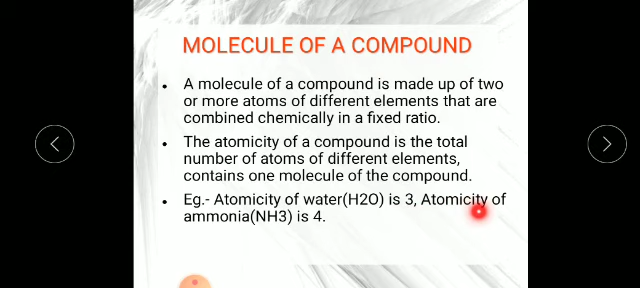 MOLECULE OF A COMPOUND
• A molecule of a compound is made up of two
or more atoms of different elements that are
combined chemically in a fixed ratio.
• The atomicity of a compound is the total
number of atoms of different elements,
contains one molecule of the compound.
• Eg.- Atomicity of water(H2O) is 3, Atomicity of
ammonia(NH3) is 4.